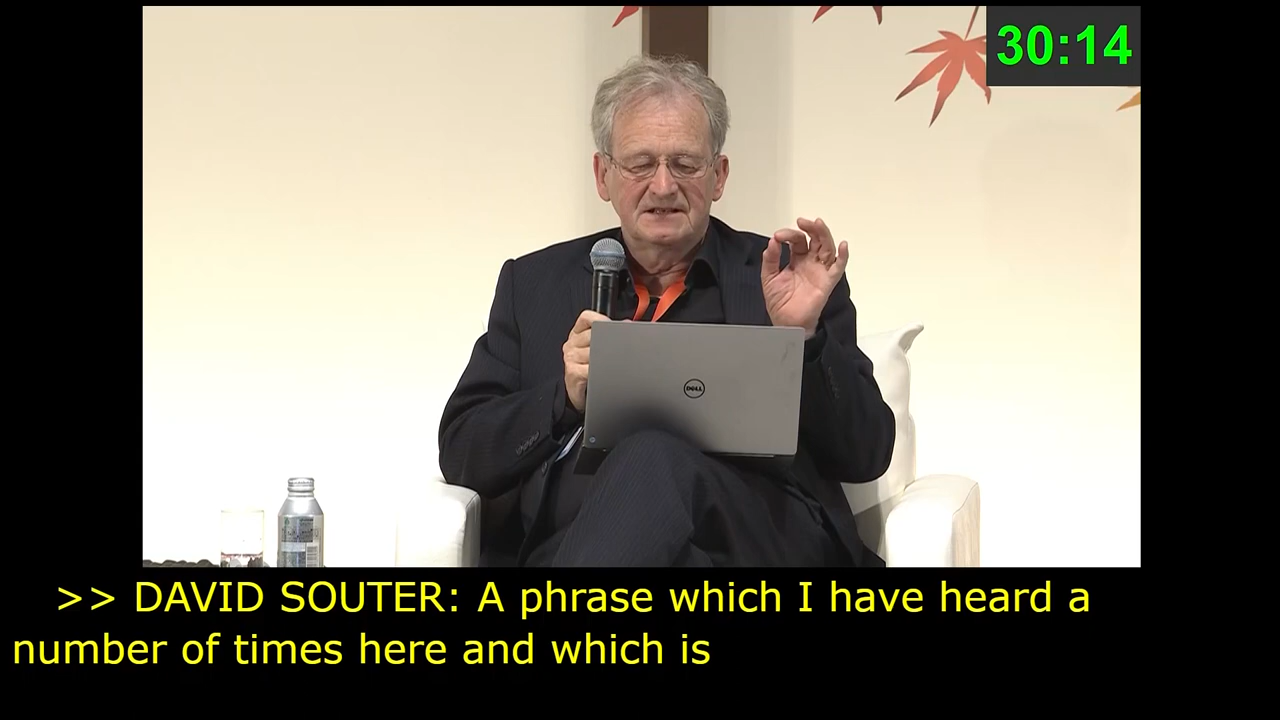 30:14
DELL
>> DAVID SOUTER: A phrase which I have heard a
number of times here and which is